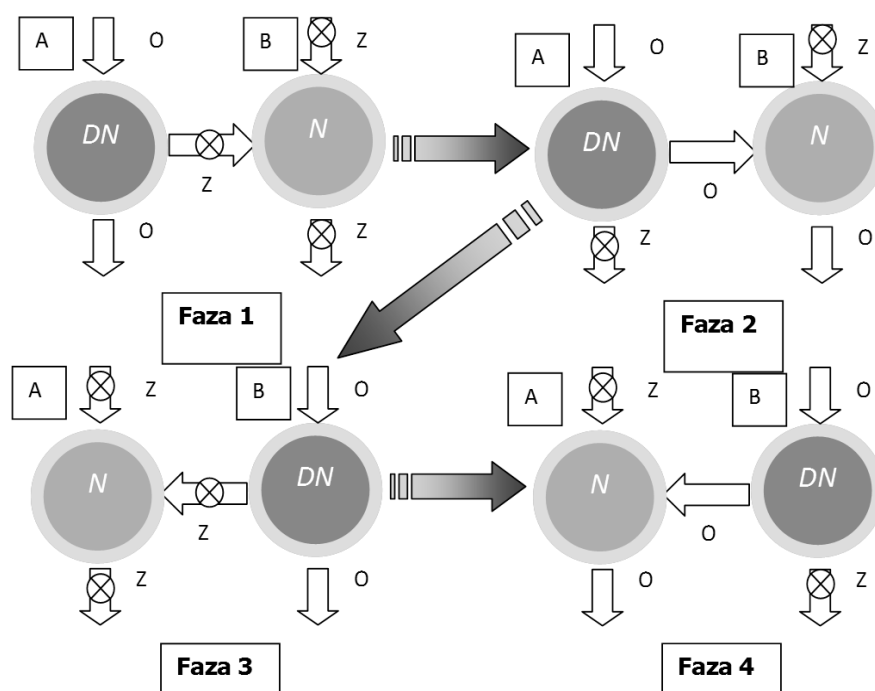 A O B Z
DN Z N
O Z
Faza 1
A O B Z
DN O N
Z O
Faza 2
A Z B O
N Z DN
Z O
Faza 3
A Z B O
N O DN
O Z
Faza 4